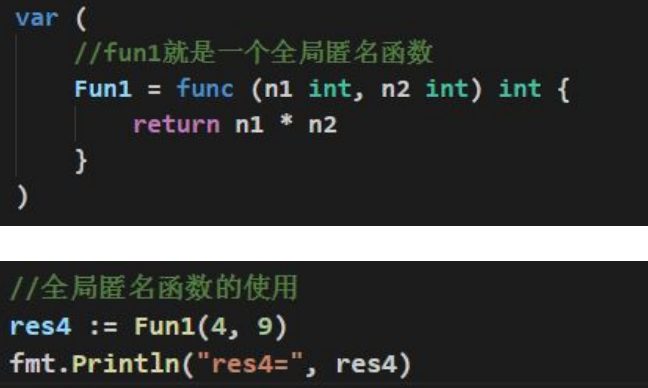 var (
//fun1就是一个全局匿名函数
Fun1 = func (n1 int, n2 int) int {
return n1 * n2
}
)
//全局匿名函数的使用
res4 := Fun1(4, 9)
fmt.Println("res4=", res4)